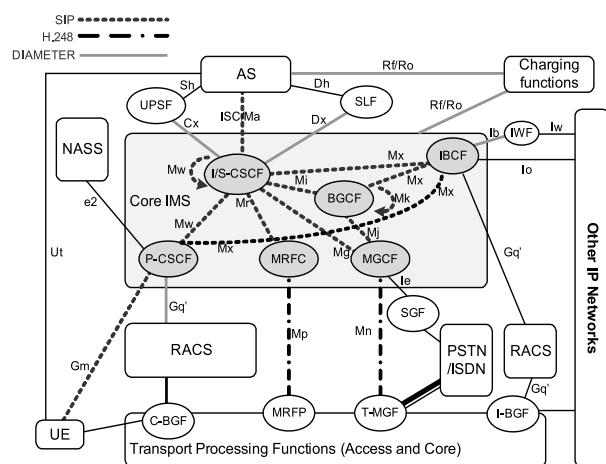 SIP
H.248
DIAMETER
AS
Rf/Ro
Charging
functions
Sh
Dh
UPSF
SLF
Rf/Ro
ISC/Ma
Cx
Dx
Ib
IWF
Iw
NASS
Mw
I/S-CSCF
Mx
IBCF
Io
Mi
Mx
Mr
Core IMS
BGCF
Mk
Mx
e2
Mw
Mj
Mx
Mg
Ut
P-CSCF
MRFC
MGCF
Gq'
Ie
Gq'
SGF
Other IP Networks
RACS
Mp
Mn
PSTN
/ISDN
RACS
Gm
Gq'
UE
C-BGF
MRFP
T-MGF
I-BGF
Transport Processing Functions (Access and Core)